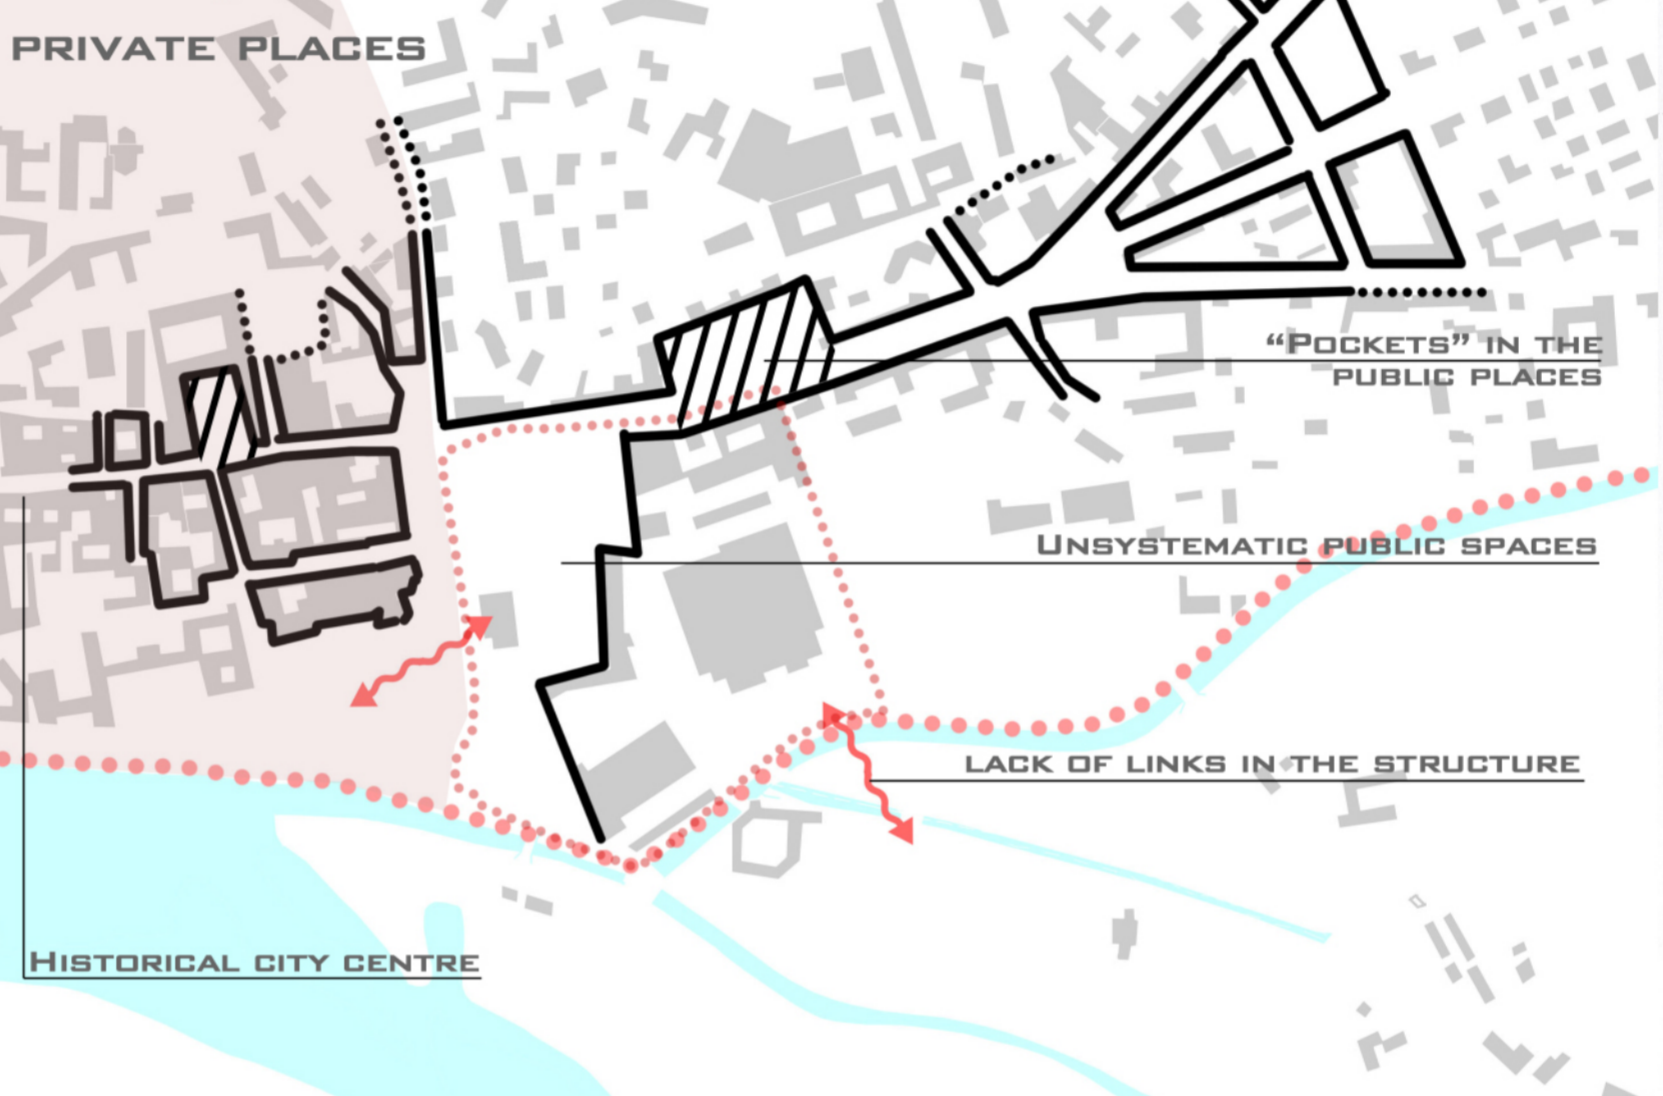 PRIVATE PLACES
“POCKETS” IN THE
PUBLIC PLACES
UNSYSTEMATIC PUBLIC SPACES
LACK OF LINKS IN THE STRUCTURE
HISTORICAL CITY CENTRE